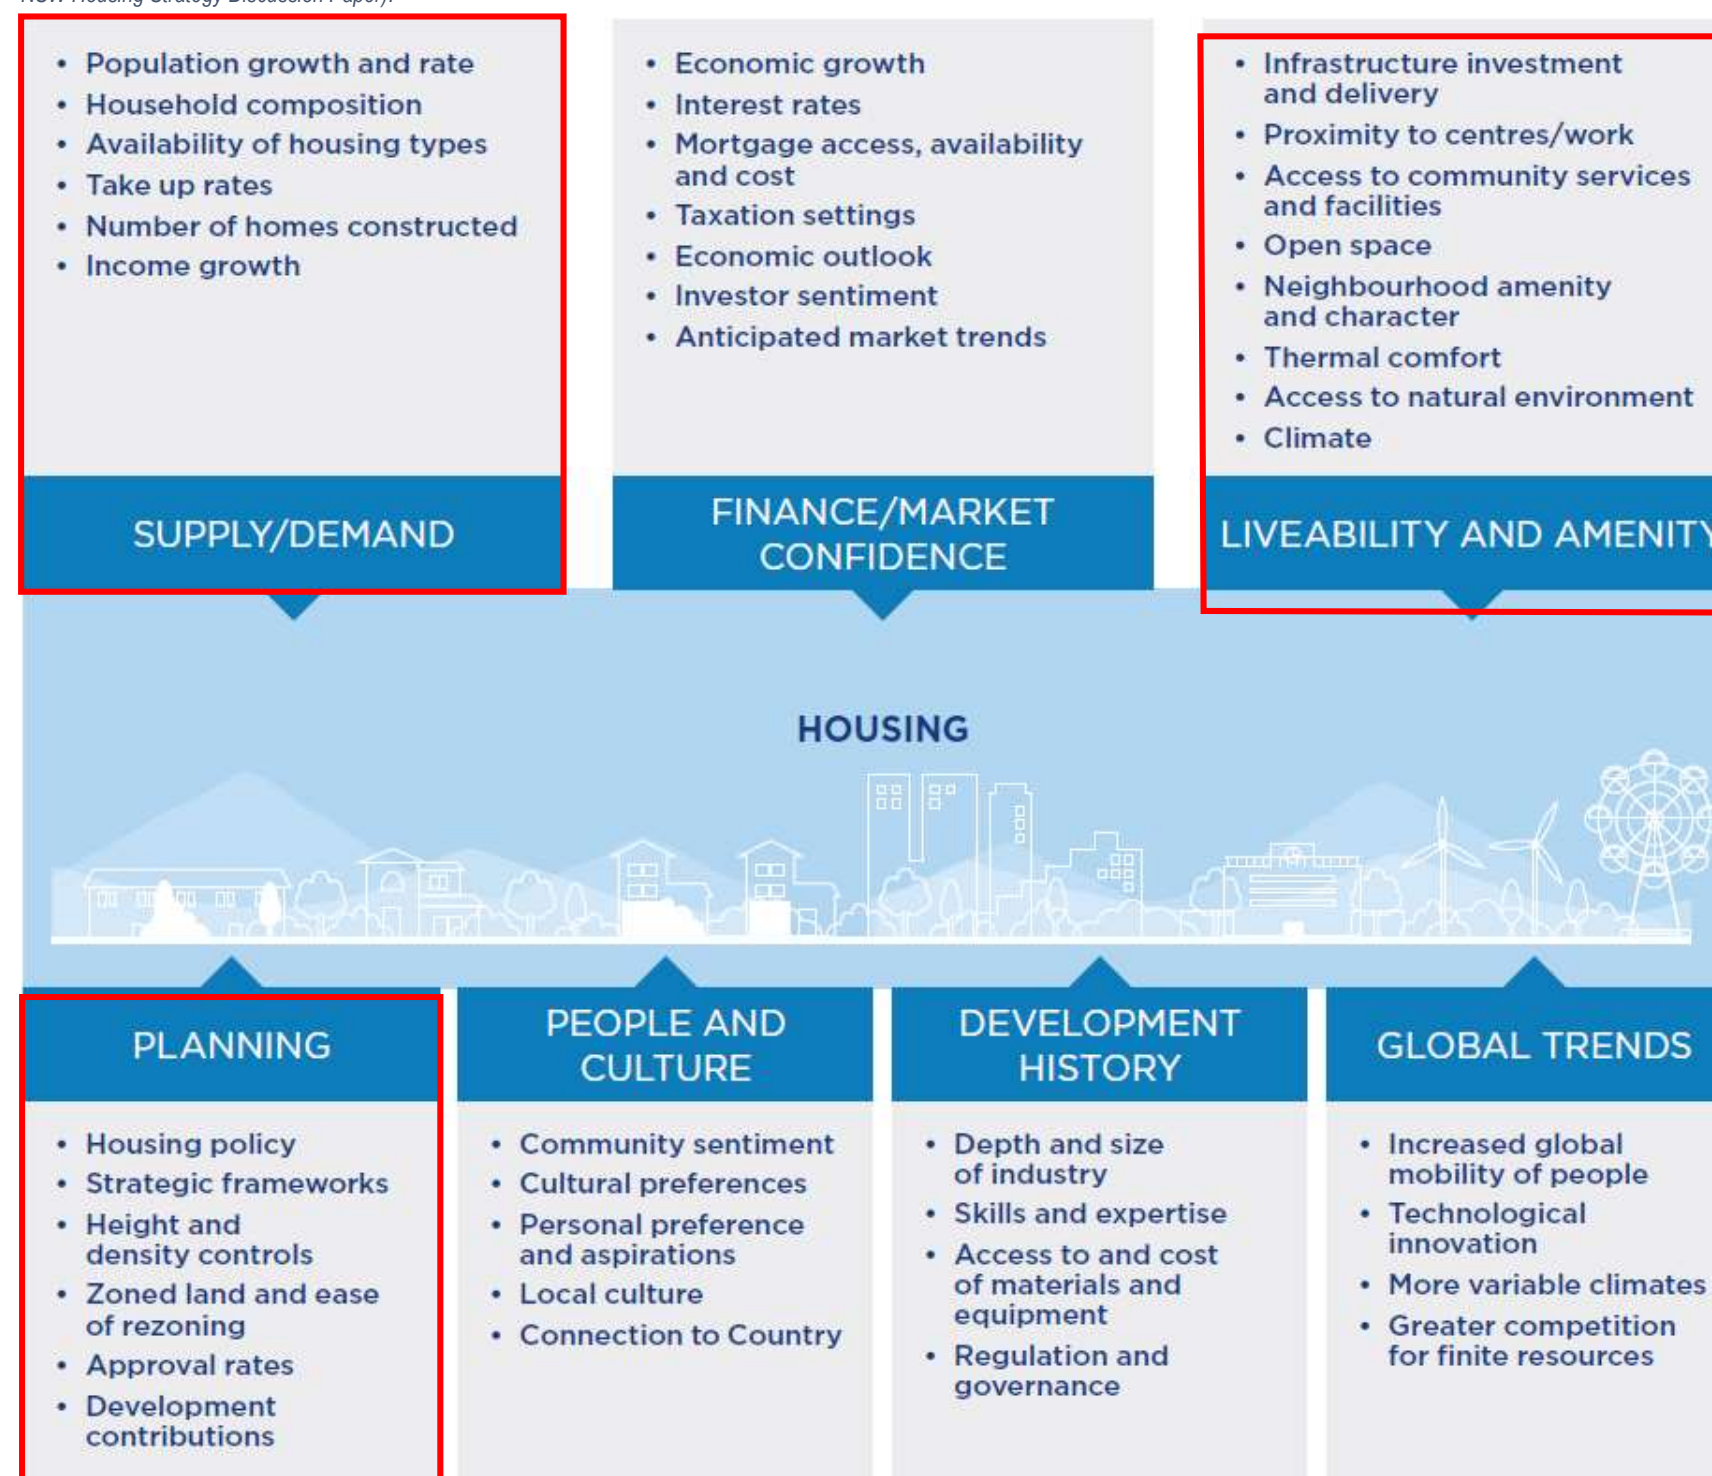 NSW Housing Strategy Discussion Paper).
• Population growth and rate
• Household composition
• Availability of housing types
• Take up rates
• Number of homes constructed
• Income growth
SUPPLY/DEMAND
• Economic growth
• Interest rates
• Mortgage access, availability
and cost
• Taxation settings
• Economic outlook
• Investor sentiment
• Anticipated market trends
FINANCE/MARKET
CONFIDENCE
• Infrastructure investment
and delivery
• Proximity to centres/work
• Access to community services
and facilities
• Open space
• Neighbourhood amenity
and character
• Thermal comfort
• Access to natural environment
• Climate
LIVEABILITY AND AMENITY
HOUSING
PLANNING
• Housing policy
• Strategic frameworks
• Height and
density controls
• Zoned land and ease
of rezoning
• Approval rates
• Development
contributions
PEOPLE AND
CULTURE
• Community sentiment
• Cultural preferences
• Personal preference
and aspirations
• Local culture
• Connection to Country
DEVELOPMENT
HISTORY
• Depth and size
of industry
• Skills and expertise
• Access to and cost
of materials and
equipment
• Regulation and
governance
GLOBAL TRENDS
• Increased global
mobility of people
• Technological
innovation
• More variable climates
• Greater competition
for finite resources